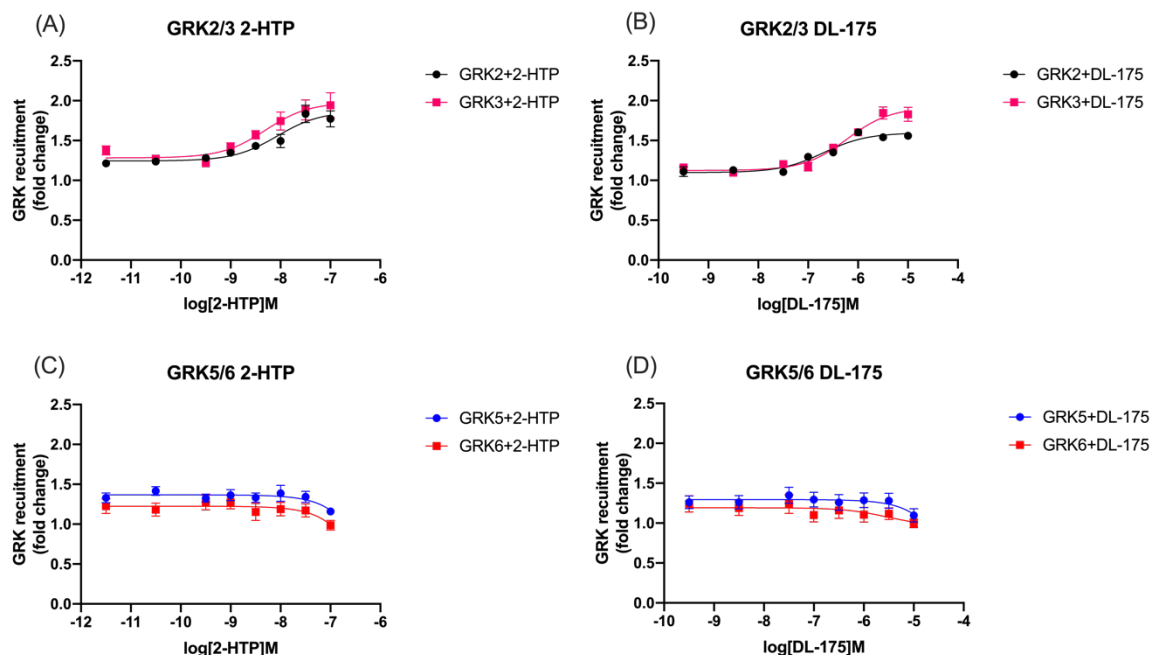 (A)
GRK2/3 2-HTP
GRK2+2-HTP
GRK3+2-HTP
GRK recuitment
(fold change)
2.5
2.0
1.5
1.0
0.5
0.0
-12 -11 -10 -9 -8 -7 -6
log[2-HTP]M
(B)
GRK2/3 DL-175
GRK2+DL-175
GRK3+DL-175
GRK recuitment
(fold change)
2.5
2.0
1.5
1.0
0.5
0.0
-10 -9 -8 -7 -6 -5 -4
log[DL-175]M
(C)
GRK5/6 2-HTP
GRK5+2-HTP
GRK6+2-HTP
GRK recuitment
(fold change)
2.5
2.0
1.5
1.0
0.5
0.0
-12 -11 -10 -9 -8 -7 -6
log[2-HTP]M
(D)
GRK5/6 DL-175
GRK5+DL-175
GRK6+DL-175
GRK recuitment
(fold change)
2.5
2.0
1.5
1.0
0.5
0.0
-10 -9 -8 -7 -6 -5 -4
log[DL-175]M